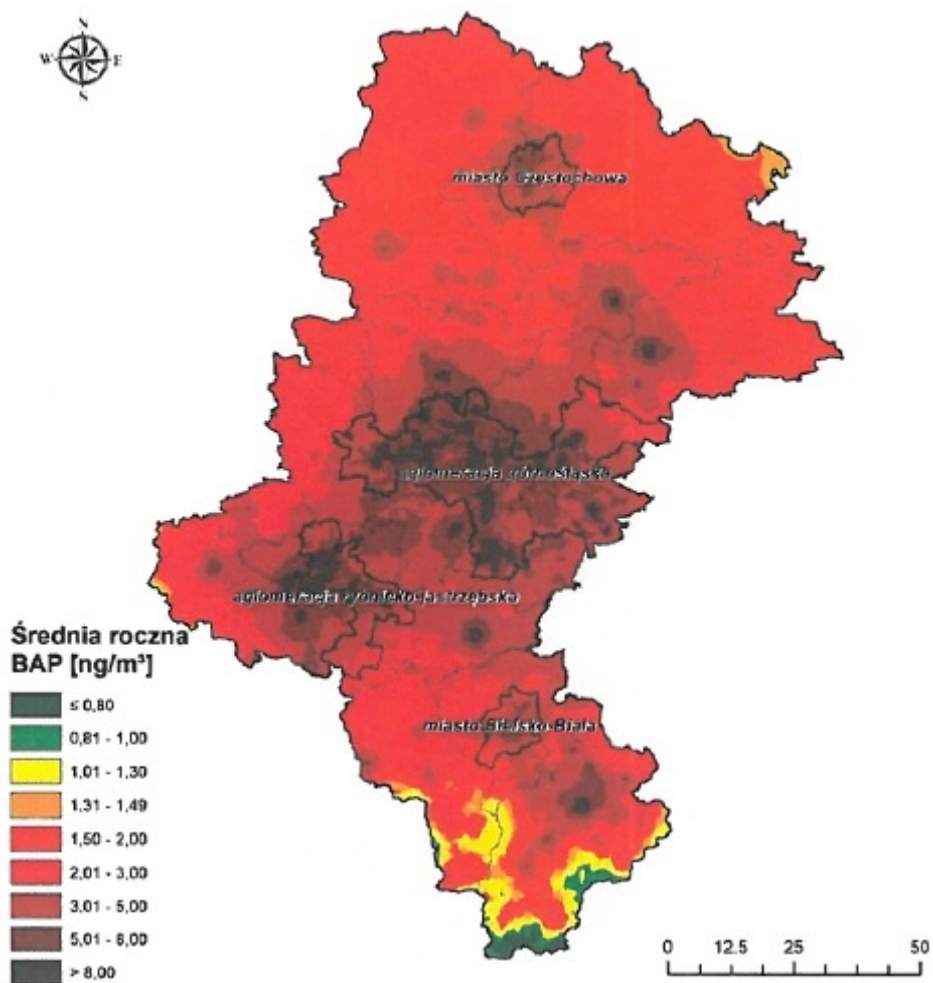 N
W E
S
miasto Częstochowa
aglomeracja górnośląska
aglomeracja rybnicko-jastrzębska
miasto Bielsko-Biała
Średnia roczna
BAP [ng/m³]
≤ 0,80
0,81 - 1,00
1,01 - 1,30
1,31 - 1,49
1,50 - 2,00
2,01 - 3,00
3,01 - 5,00
5,01 - 8,00
> 8,00
0 12.5 25 50